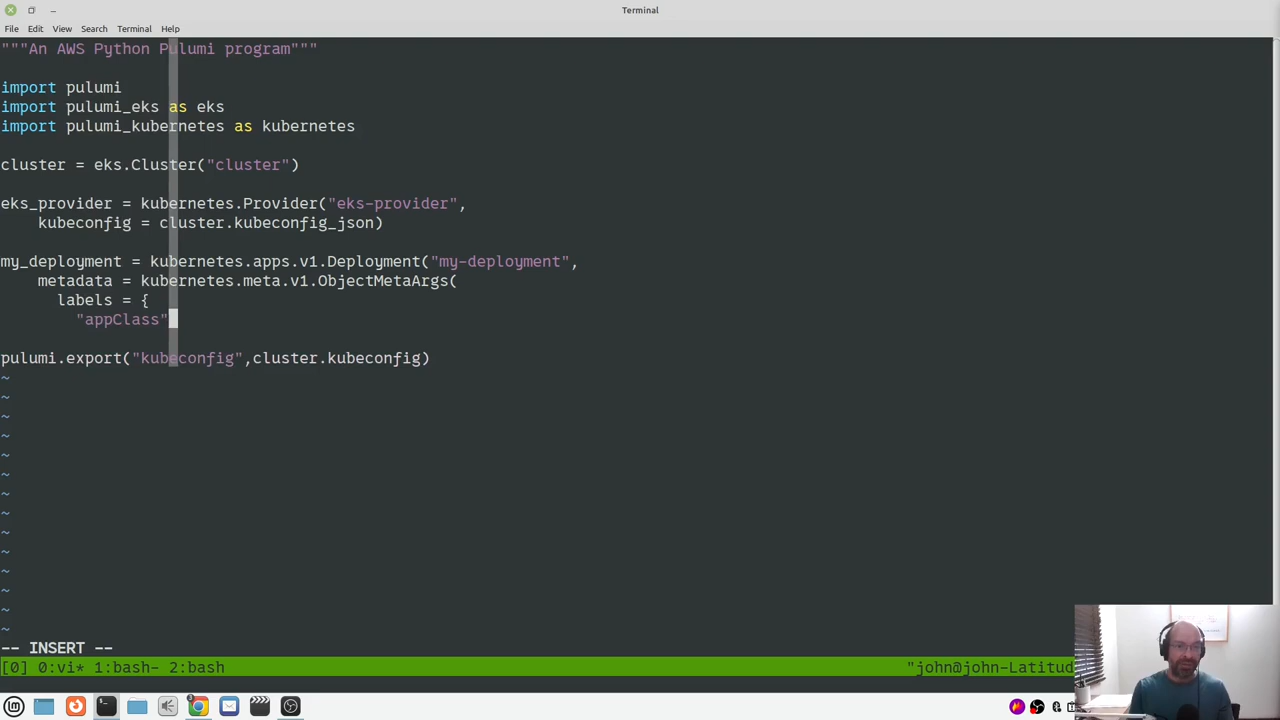 Terminal
File Edit View Search Terminal Help
"""An AWS Python Pulumi program"""
import pulumi
import pulumi_eks as eks
import pulumi_kubernetes as kubernetes
cluster = eks.Cluster("cluster")
eks_provider = kubernetes.Provider("eks-provider",
kubeconfig = cluster.kubeconfig_json)
my_deployment = kubernetes.apps.v1.Deployment("my-deployment",
metadata = kubernetes.meta.v1.ObjectMetaArgs(
labels = {
"appClass"
pulumi.export("kubeconfig",cluster.kubeconfig)
~
~
~
~
~
~
~
~
~
~
~
~
~
~
-- INSERT --
[0] 0:vi* 1:bash- 2:bash "john@john-Latitud
3